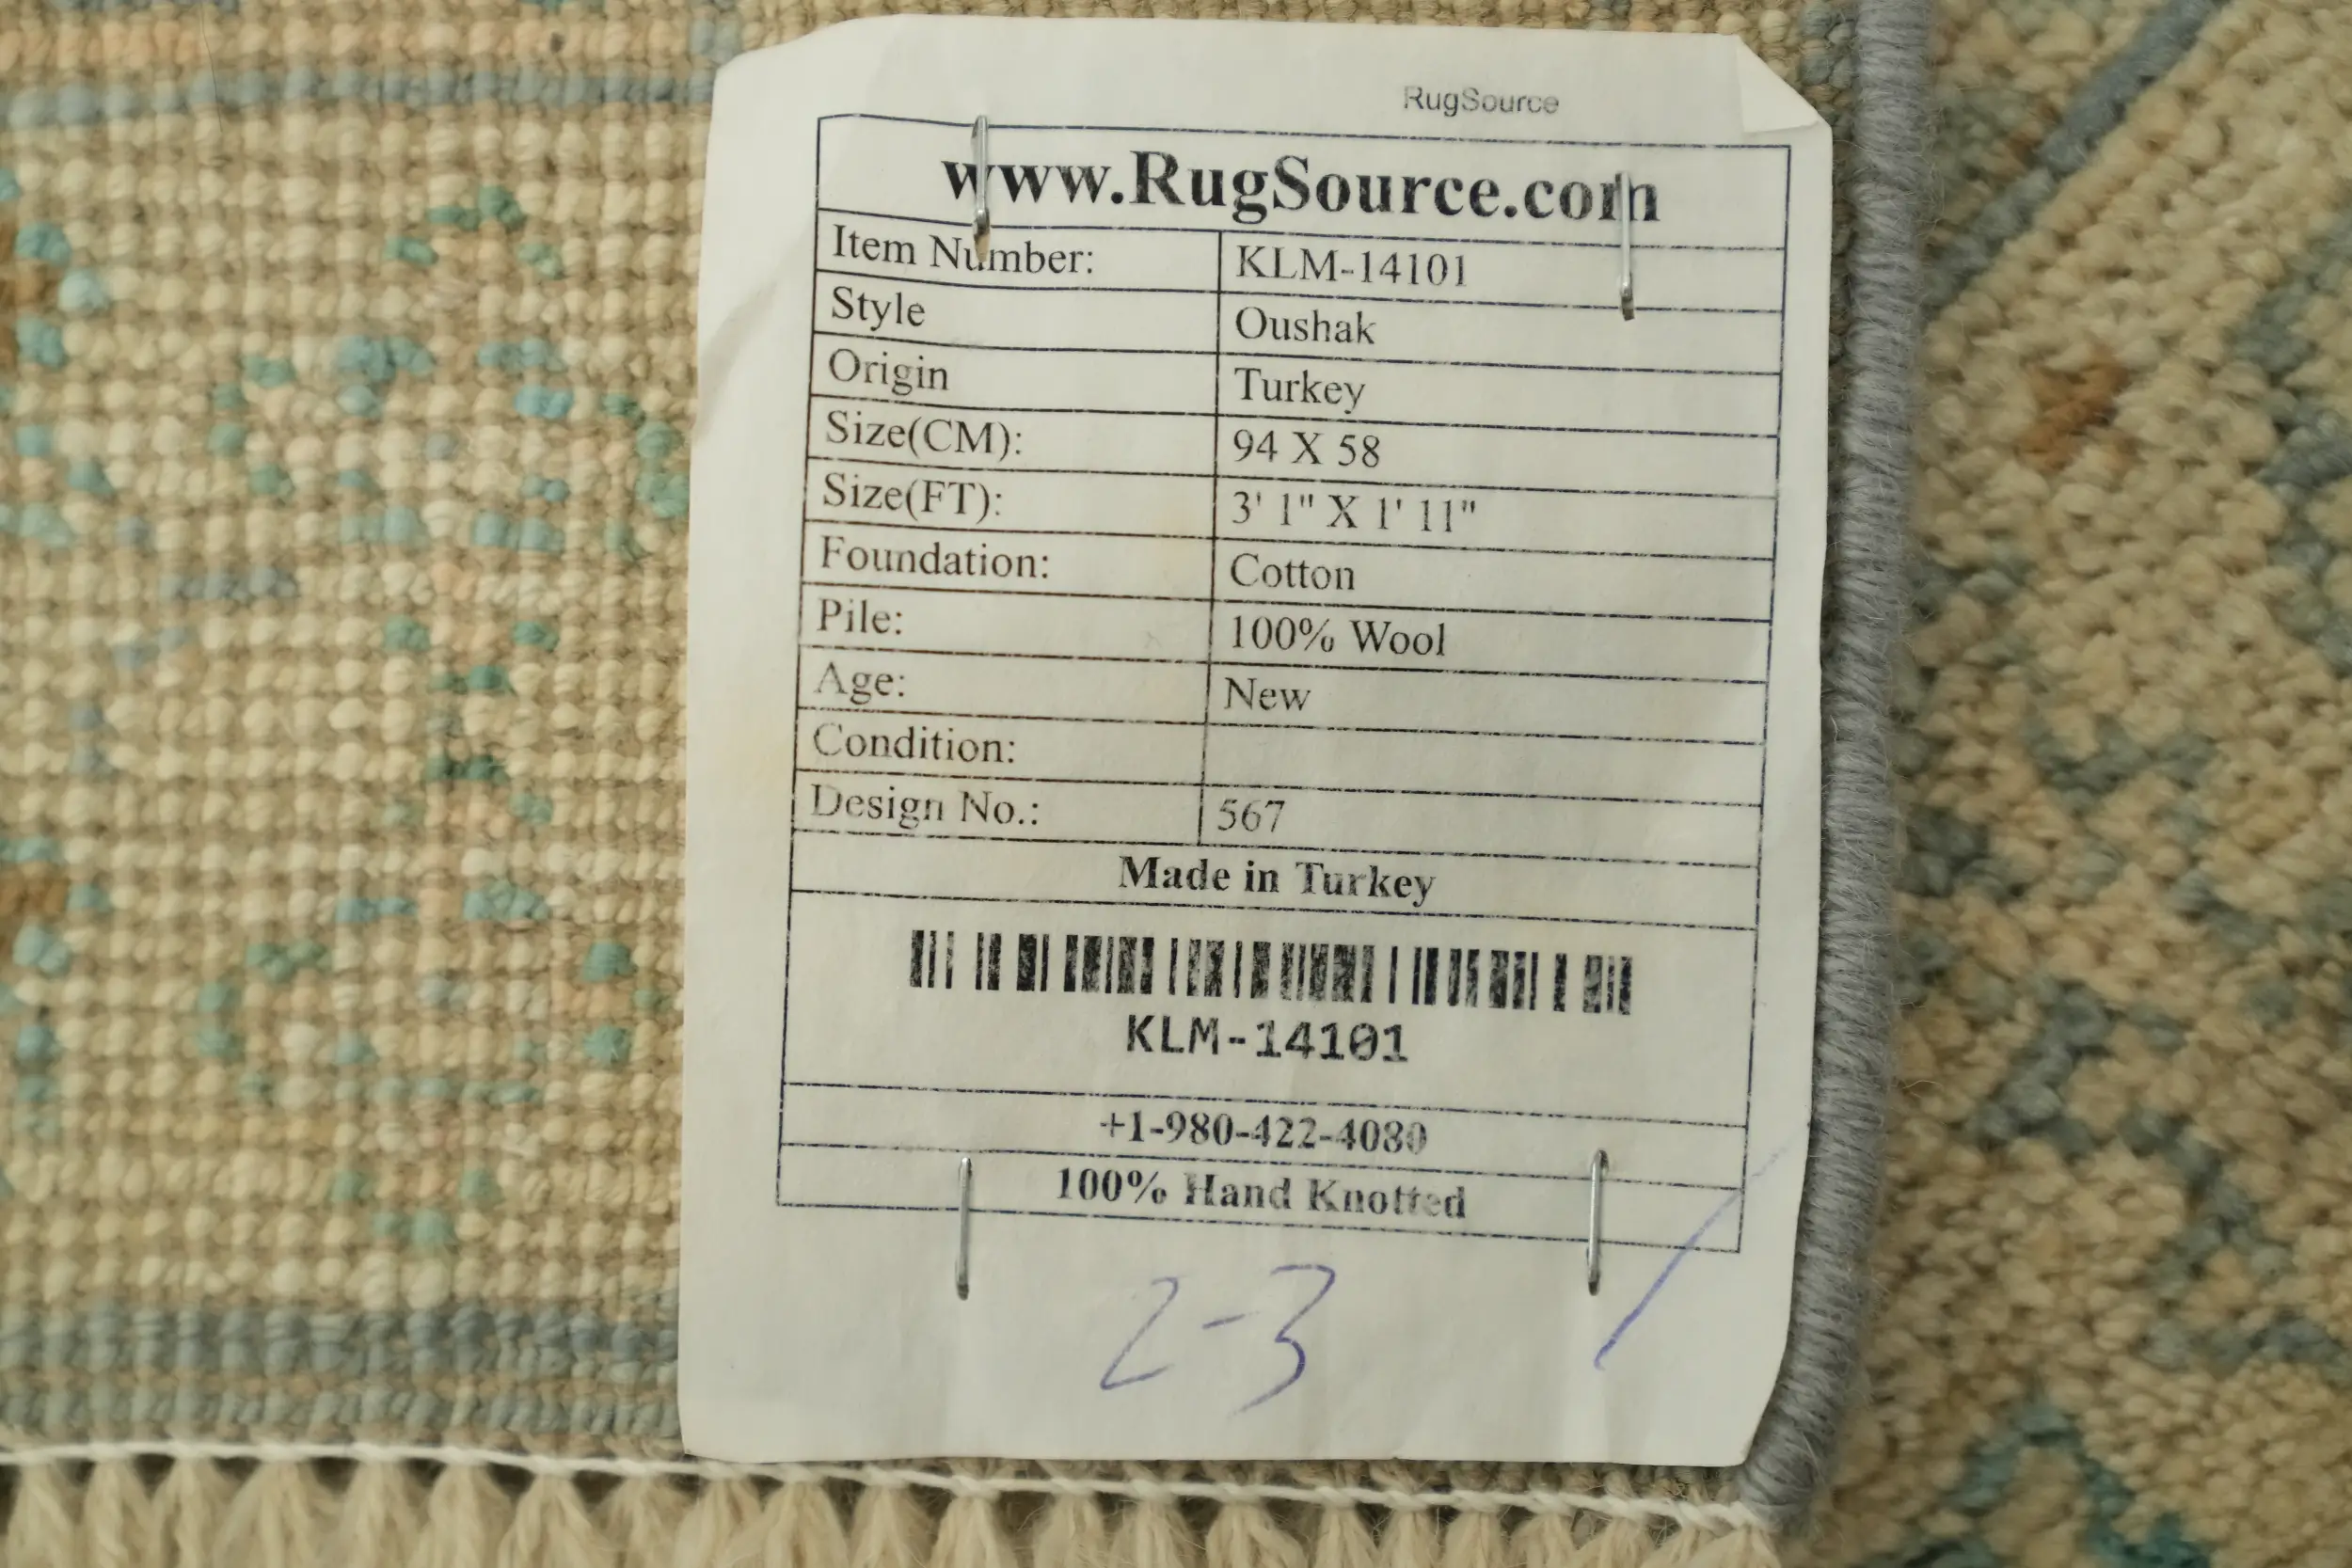 RugSource
www.RugSource.com
Item Number: KLM-14101
Style Oushak
Origin Turkey
Size(CM): 94 X 58
Size(FT): 3' 1" X 1' 11"
Foundation: Cotton
Pile: 100% Wool
Age: New
Condition:
Design No.: 567
Made in Turkey
KLM-14101
+1-980-422-4080
100% Hand Knotted
2-3 /